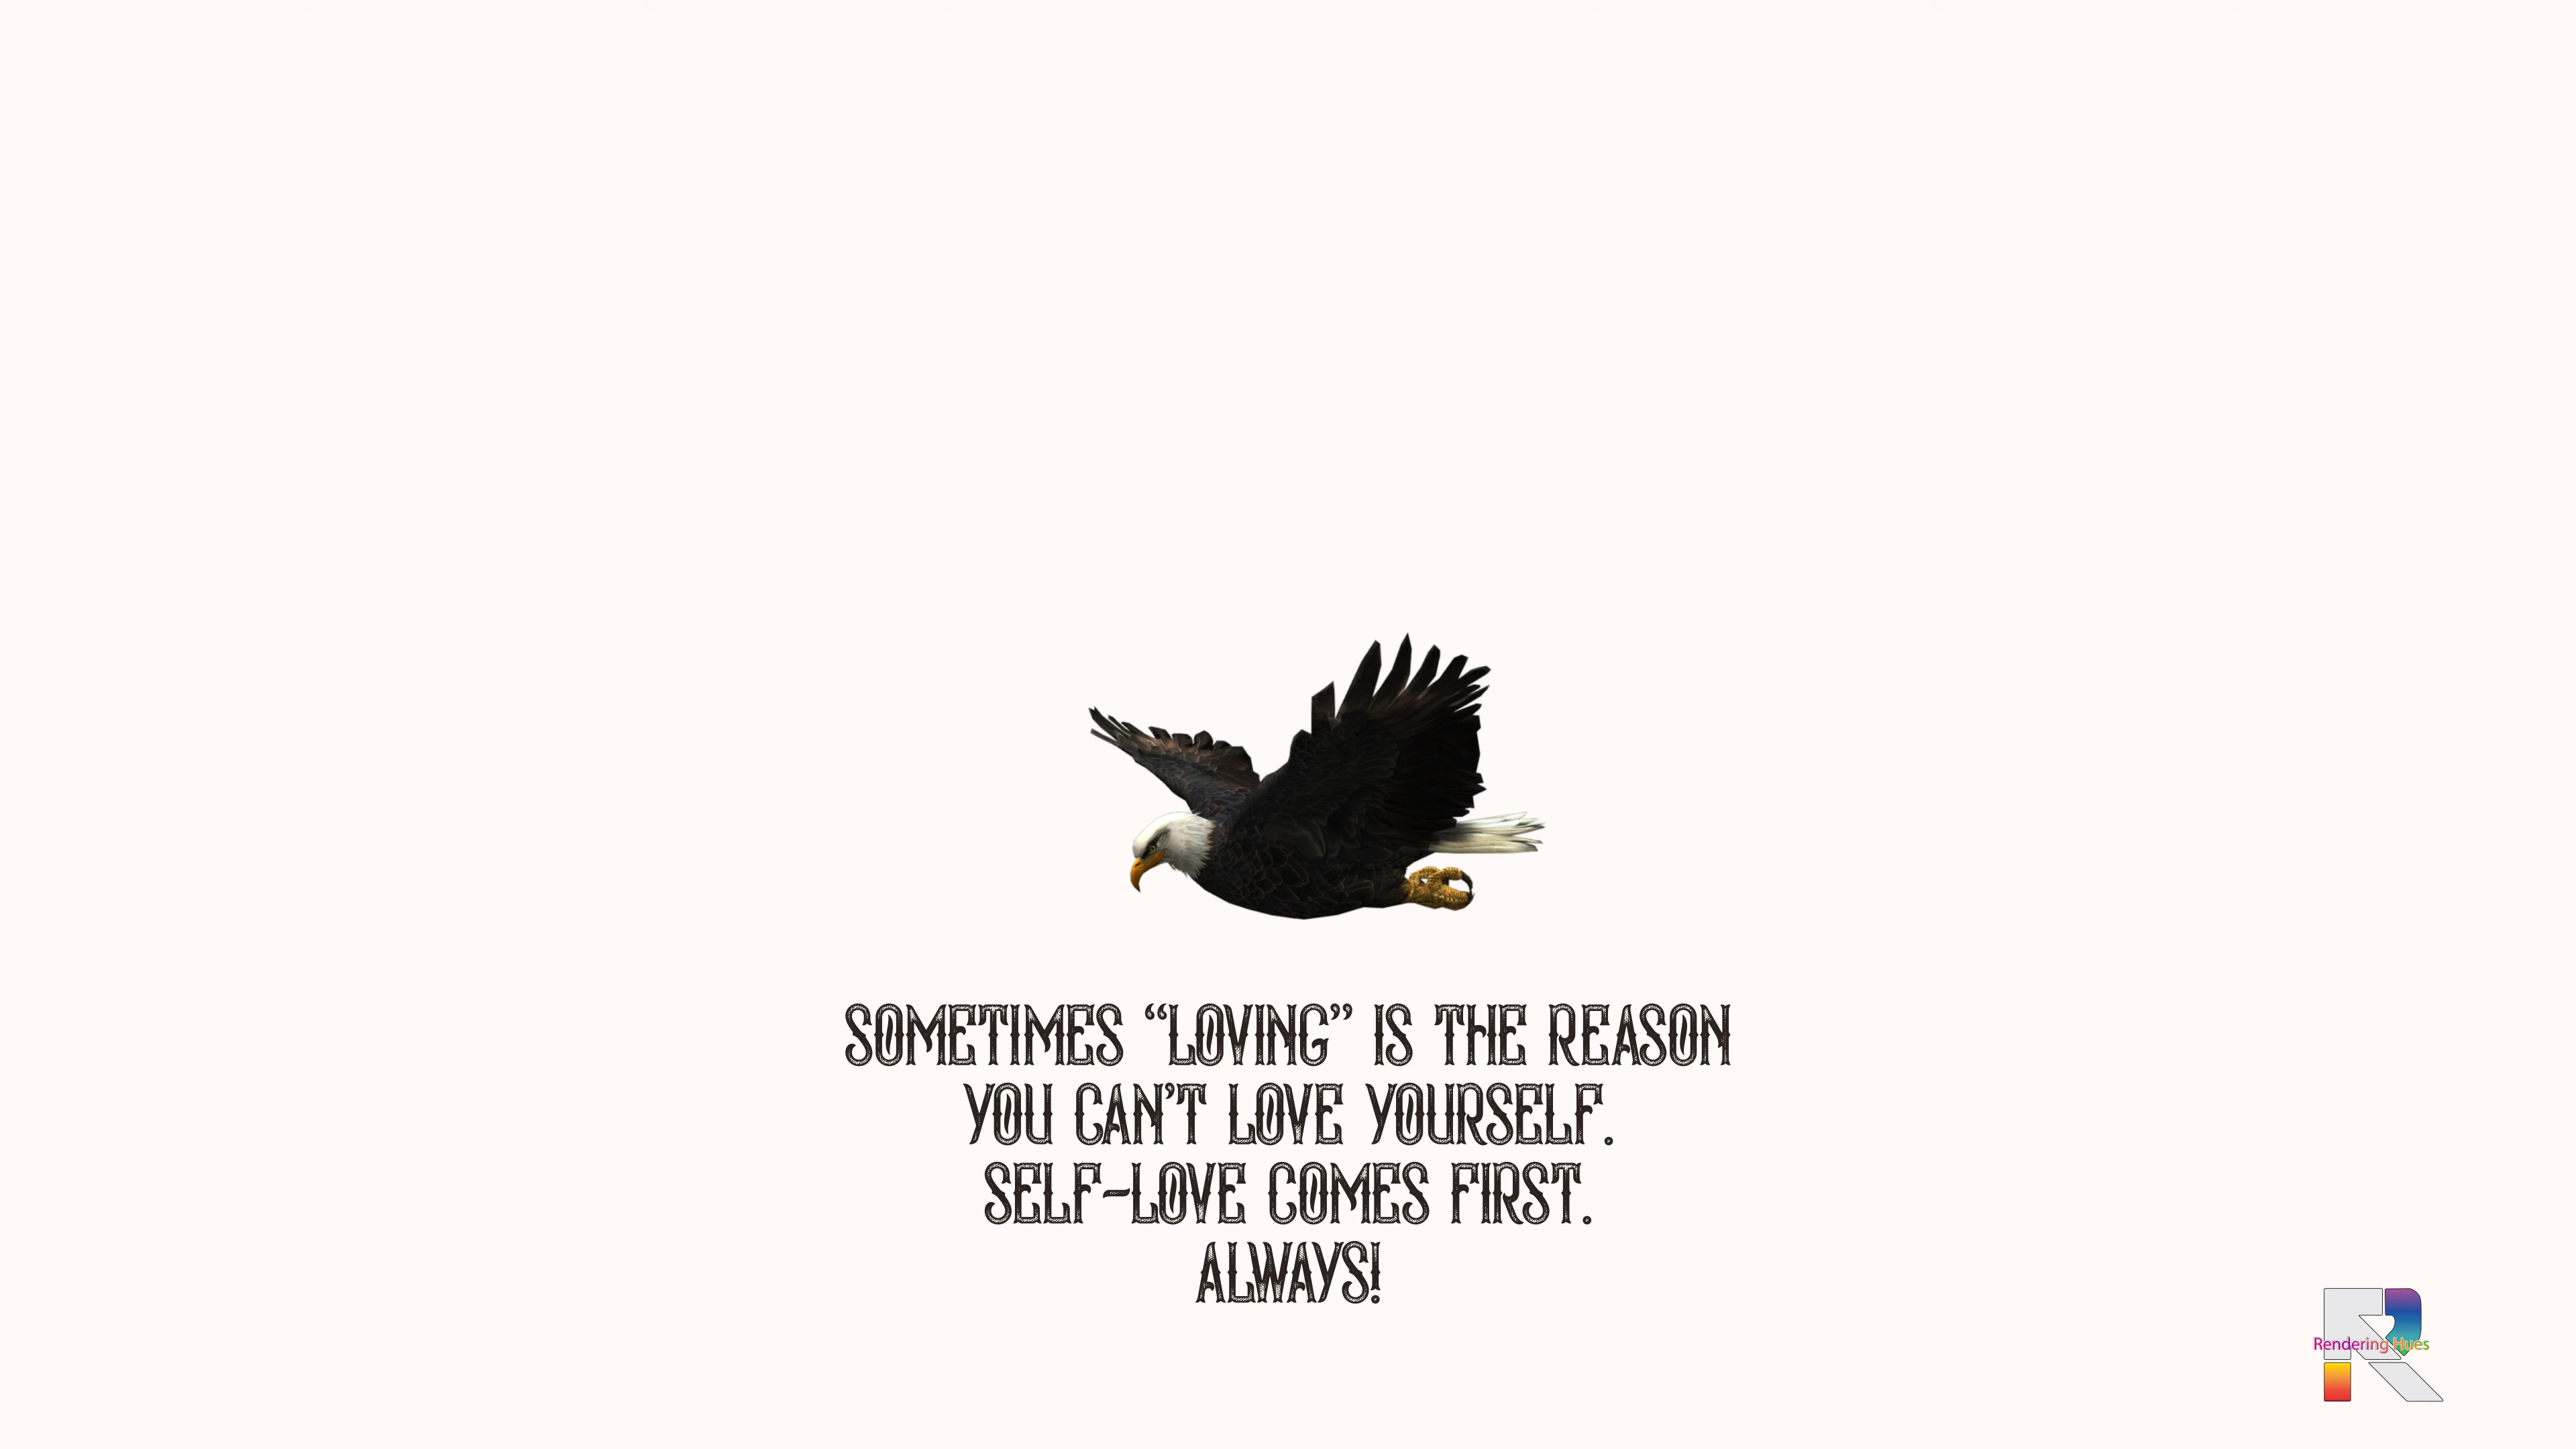 SOMETIMES “LOVING” IS THE REASON
YOU CAN’T LOVE YOURSELF.
SELF-LOVE COMES FIRST.
ALWAYS!
Rendering Hues